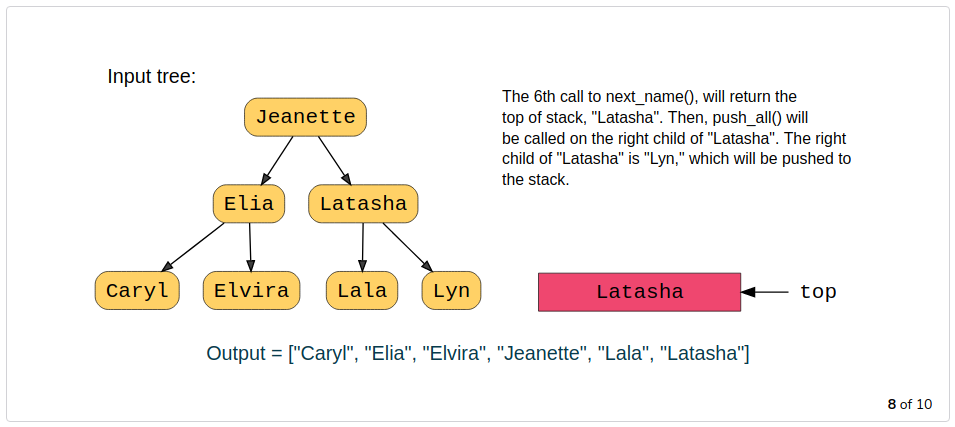 Input tree:
Jeanette
The 6th call to next_name(), will return the
top of stack, "Latasha". Then, push_all() will
be called on the right child of "Latasha". The right
child of "Latasha" is "Lyn," which will be pushed to
the stack.
Elia Latasha
Caryl Elvira Lala Lyn
Latasha top
Output = ["Caryl", "Elia", "Elvira", "Jeanette", "Lala", "Latasha"]
8 of 10